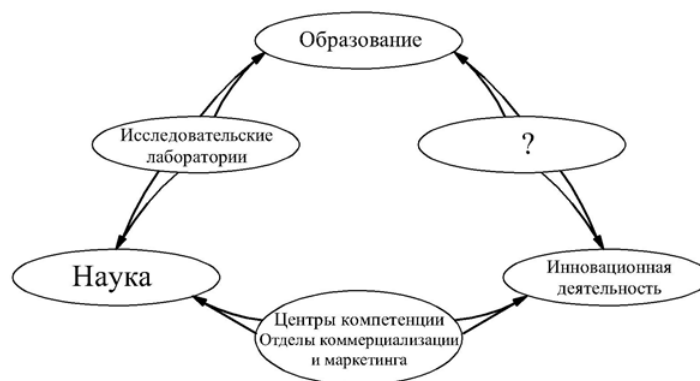 Образование
Исследовательские
лаборатории
?
Наука
Инновационная
деятельность
Центры компетенции
Отделы коммерциализации
и маркетинга